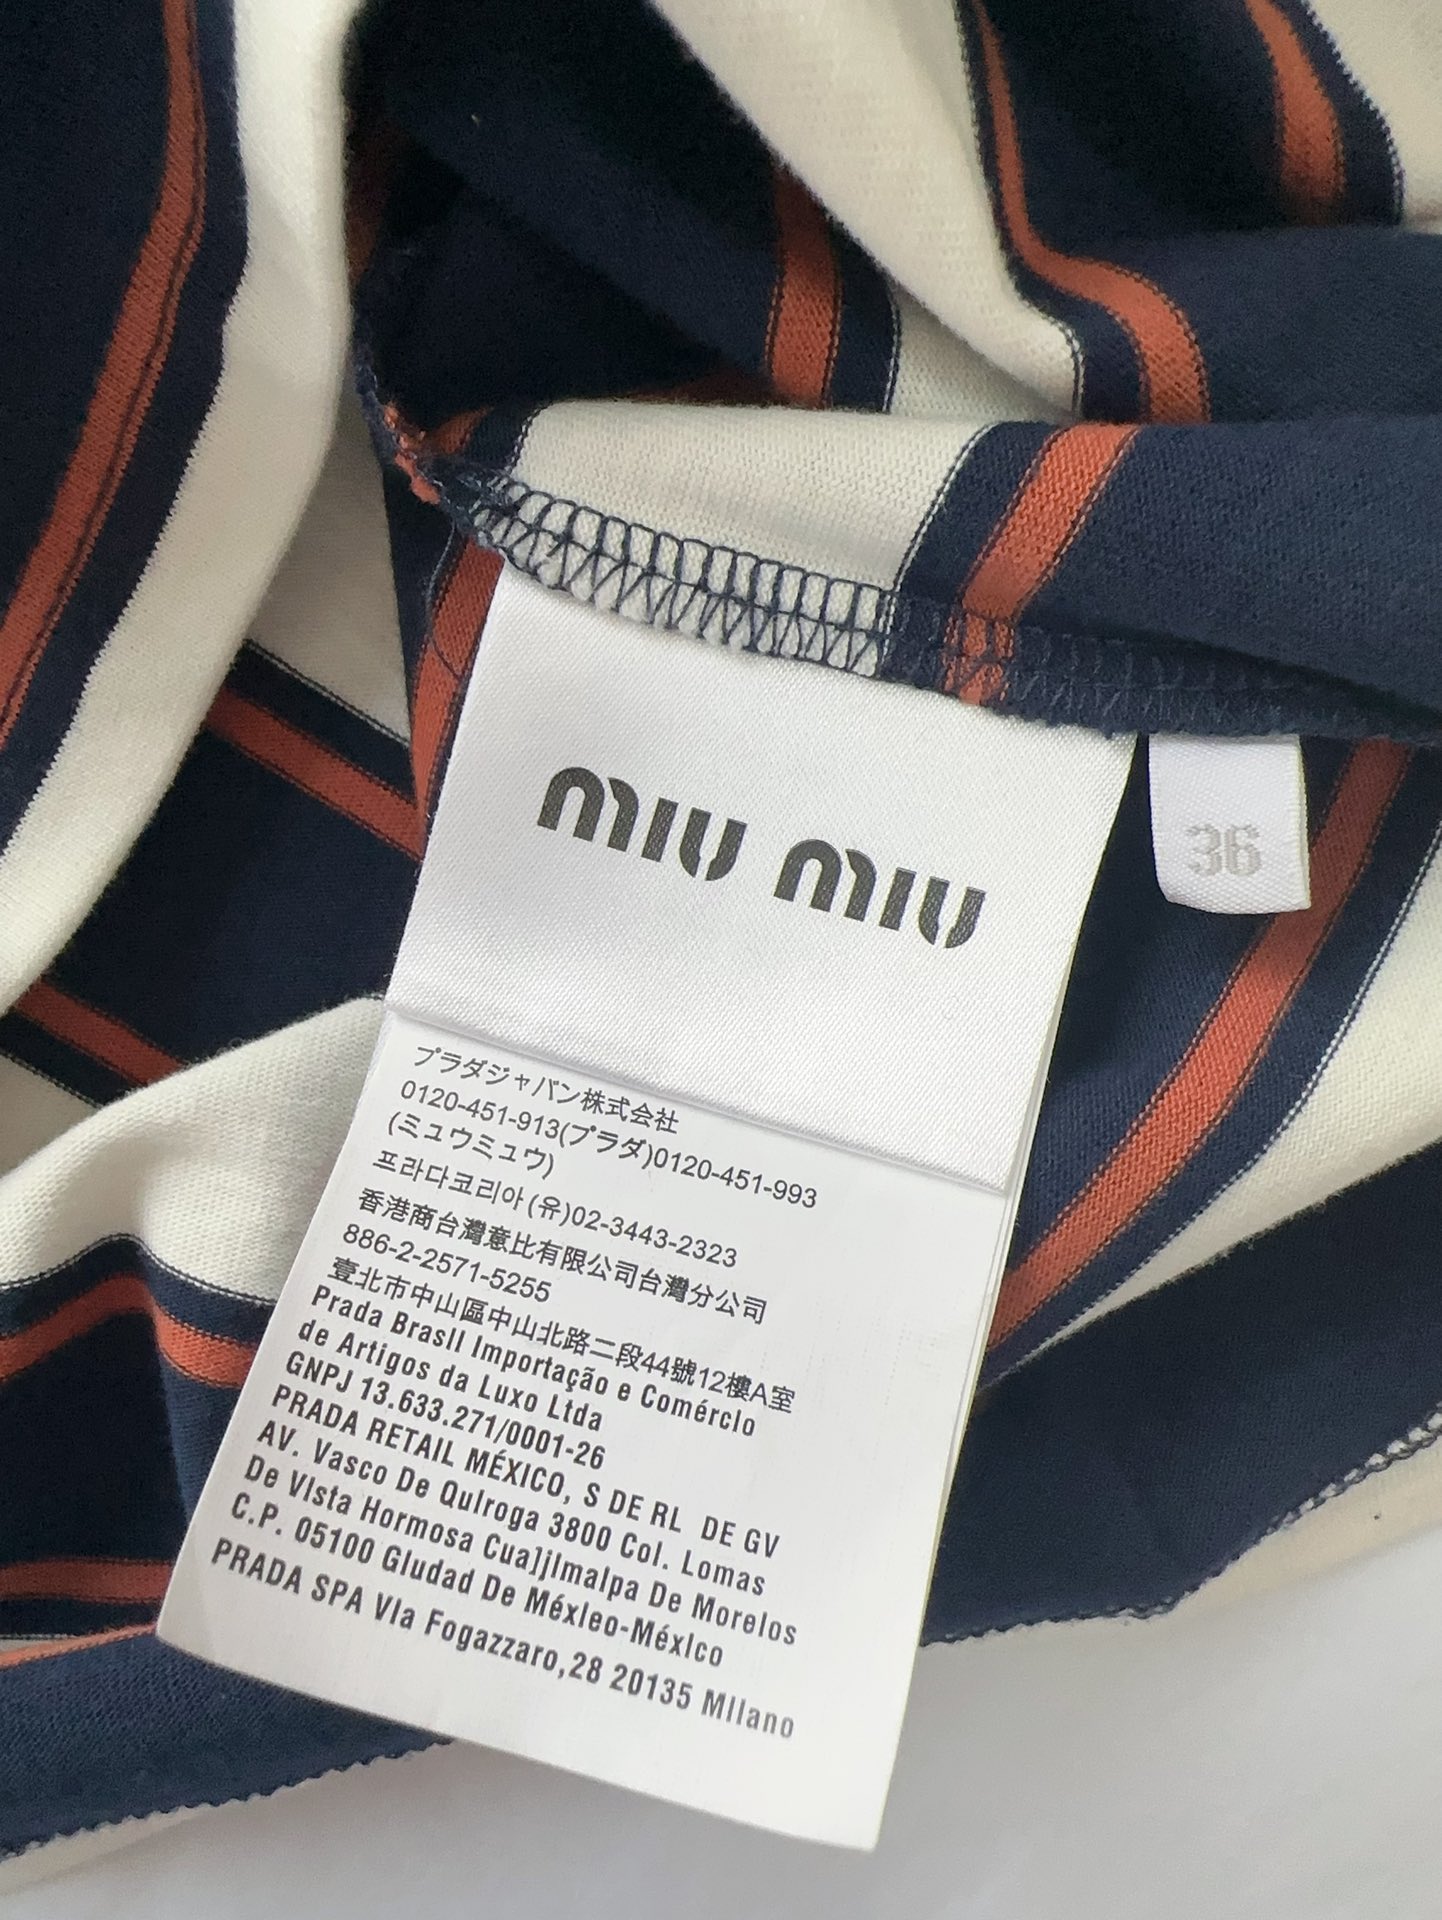 miu miu
36
プラダジャパン株式会社
0120-451-913(プラダ)0120-451-993
(ミュウミュウ)
프라다코리아(유)02-3443-2323
香港商台灣意比有限公司台灣分公司
886-2-2571-5255
壹北市中山區中山北路二段44號12樓A室
Prada BrasIl Importação e ComércIo
de Artigos da Luxo Ltda
GNPJ 13.633.271/0001-26
PRADA RETAIL MÉXICO, S DE RL DE GV
AV. Vasco De QuIroga 3800 Col. Lomas
De VIsta Hormosa Cua]jImalpa De Morelos
C.P. 05100 GIudad De Méxleo-MéxIco
PRADA SPA VIa Fogazzaro,28 20135 MIlano